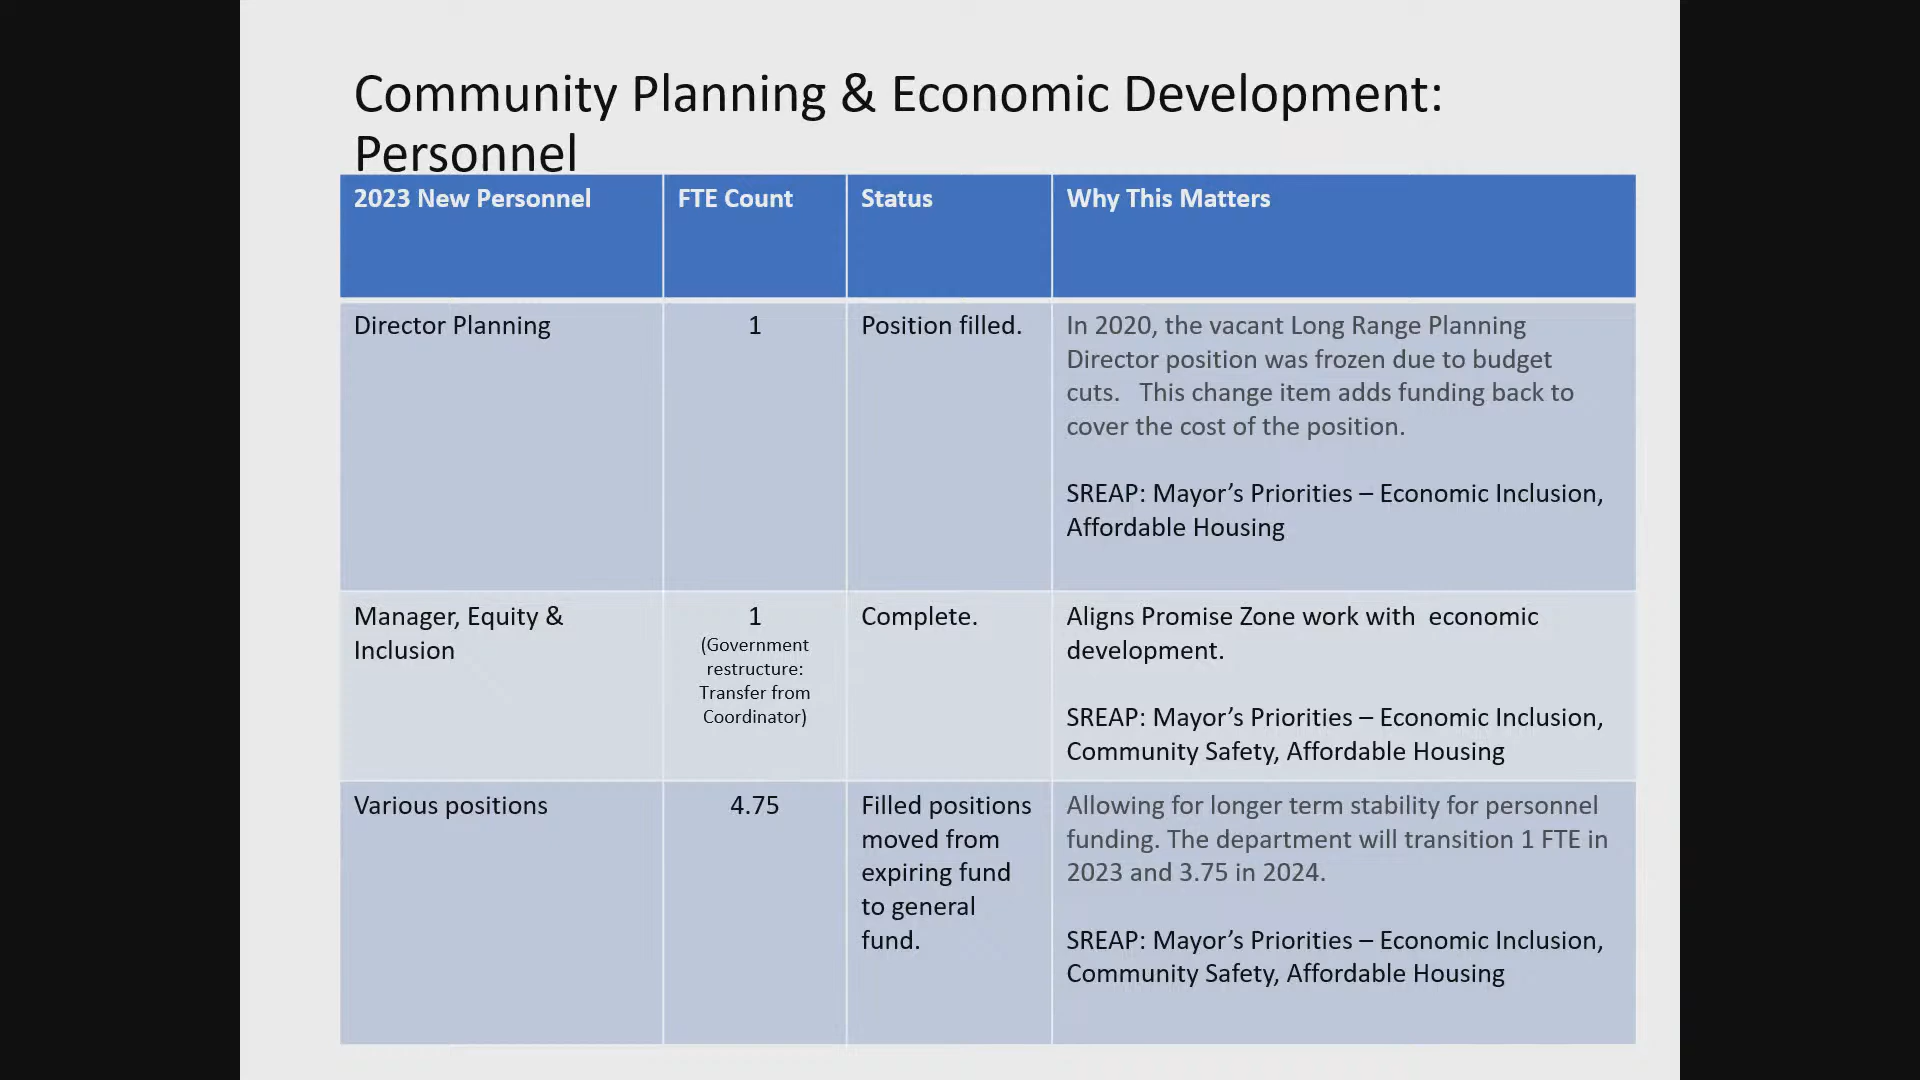 Community Planning & Economic Development:
Personnel
2023 New Personnel
FTE Count
Status
Why This Matters
Director Planning
1
Position filled.
In 2020, the vacant Long Range Planning
Director position was frozen due to budget
cuts.   This change item adds funding back to
cover the cost of the position.
SREAP: Mayor’s Priorities – Economic Inclusion,
Affordable Housing
Manager, Equity &
Inclusion
1
(Government
restructure:
Transfer from
Coordinator)
Complete.
Aligns Promise Zone work with  economic
development.
SREAP: Mayor’s Priorities – Economic Inclusion,
Community Safety, Affordable Housing
Various positions
4.75
Filled positions
moved from
expiring fund
to general
fund.
Allowing for longer term stability for personnel
funding. The department will transition 1 FTE in
2023 and 3.75 in 2024.
SREAP: Mayor’s Priorities – Economic Inclusion,
Community Safety, Affordable Housing